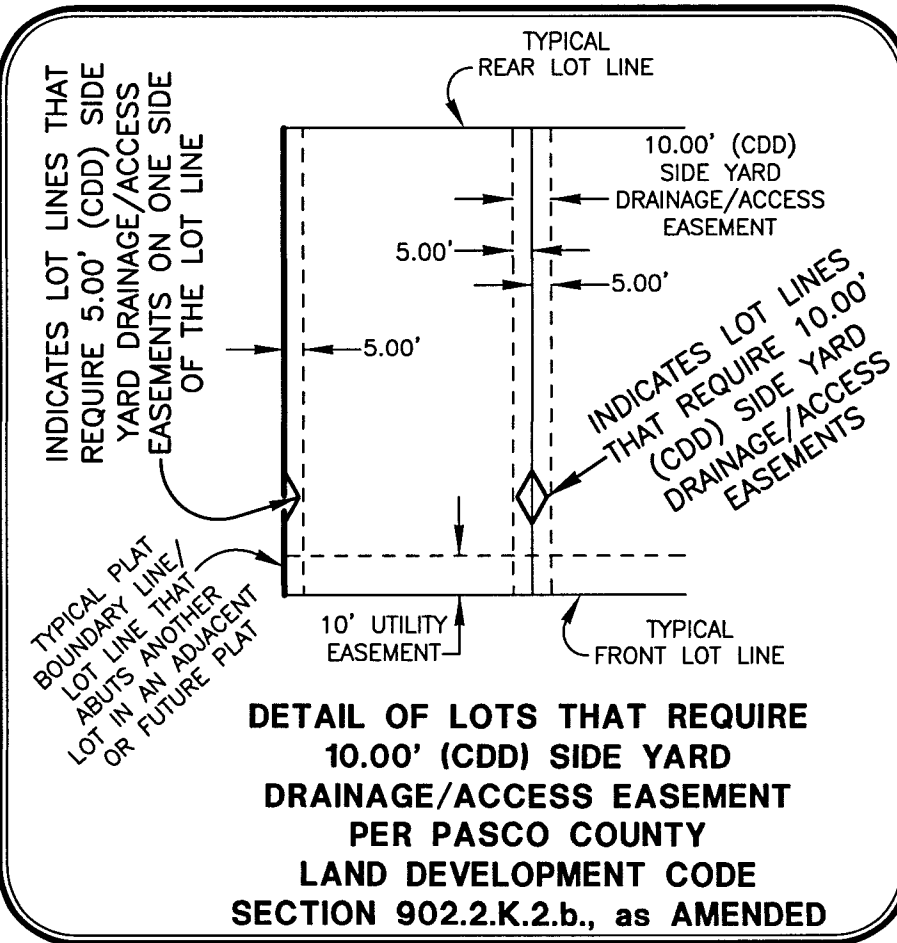 TYPICAL
REAR LOT LINE
INDICATES LOT LINES THAT
REQUIRE 5.00' (CDD) SIDE
YARD DRAINAGE/ACCESS
EASEMENTS ON ONE SIDE
OF THE LOT LINE
10.00' (CDD)
SIDE YARD
DRAINAGE/ACCESS
EASEMENT
5.00'
5.00'
5.00'
INDICATES LOT LINES
THAT REQUIRE 10.00'
(CDD) SIDE YARD
DRAINAGE/ACCESS
EASEMENTS
TYPICAL PLAT
BOUNDARY LINE/
LOT LINE THAT
ABUTS ANOTHER
LOT IN AN ADJACENT
OR FUTURE PLAT
10' UTILITY
EASEMENT
TYPICAL
FRONT LOT LINE
DETAIL OF LOTS THAT REQUIRE
10.00' (CDD) SIDE YARD
DRAINAGE/ACCESS EASEMENT
PER PASCO COUNTY
LAND DEVELOPMENT CODE
SECTION 902.2.K.2.b., as AMENDED